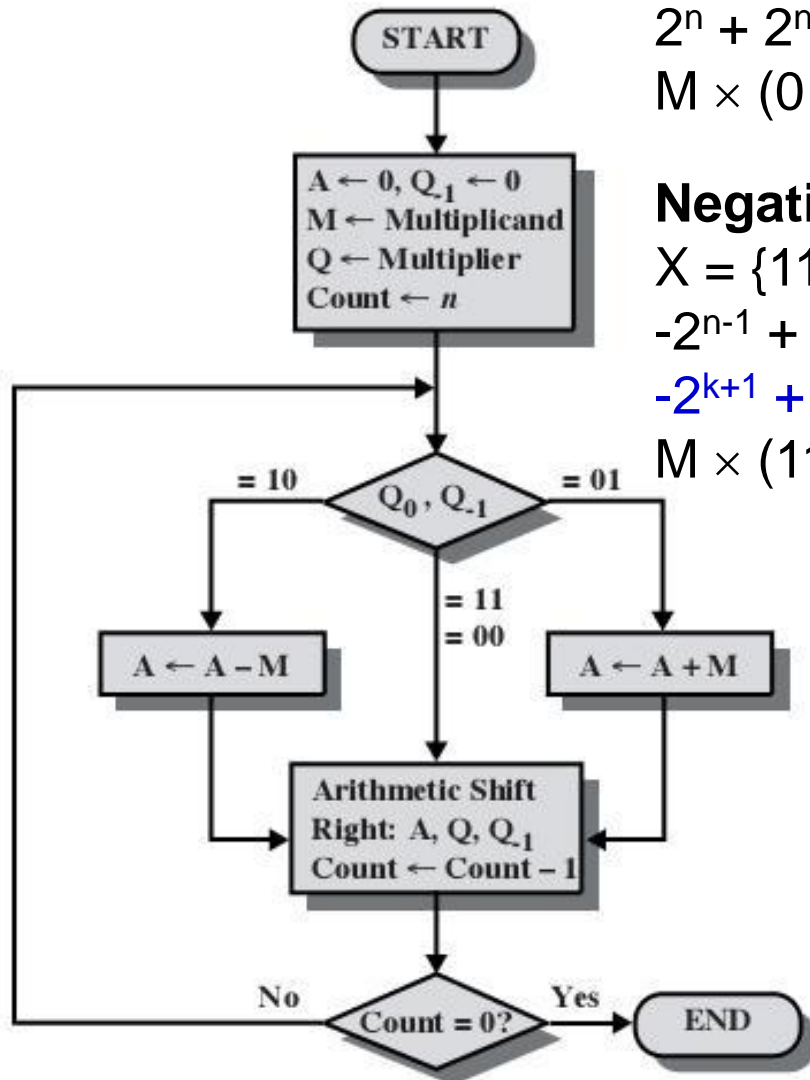 START
2ⁿ + 2ⁿ
M × (0
A ← 0, Q₋₁ ← 0
M ← Multiplicand
Q ← Multiplier
Count ← n
X = {11
-2ⁿ⁻¹ +
-2ᵏ⁺¹ +
M × (11
= 10
Q₀, Q₋₁
= 01
= 11
= 00
A ← A – M
A ← A + M
Arithmetic Shift
Right: A, Q, Q₋₁
Count ← Count – 1
No
Count = 0?
Yes
END